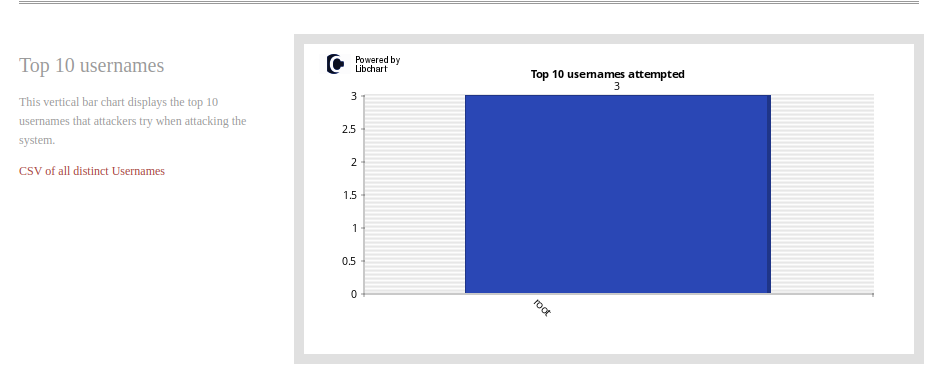 Top 10 usernames
This vertical bar chart displays the top 10
usernames that attackers try when attacking the
system.
CSV of all distinct Usernames
Powered by
Libchart
Top 10 usernames attempted
3
3
2.5
2
1.5
1
0.5
0
root